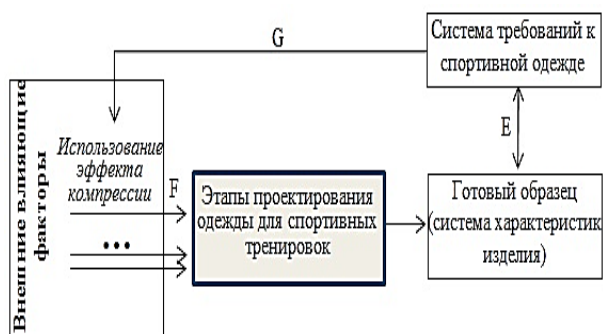 G
Система требований к
спортивной одежде
Внешние влияющие
факторы
Использование
эффекта
компрессии
F
E
Этапы проектирования
одежды для спортивных
тренировок
Готовый образец
(система характеристик
изделия)
...